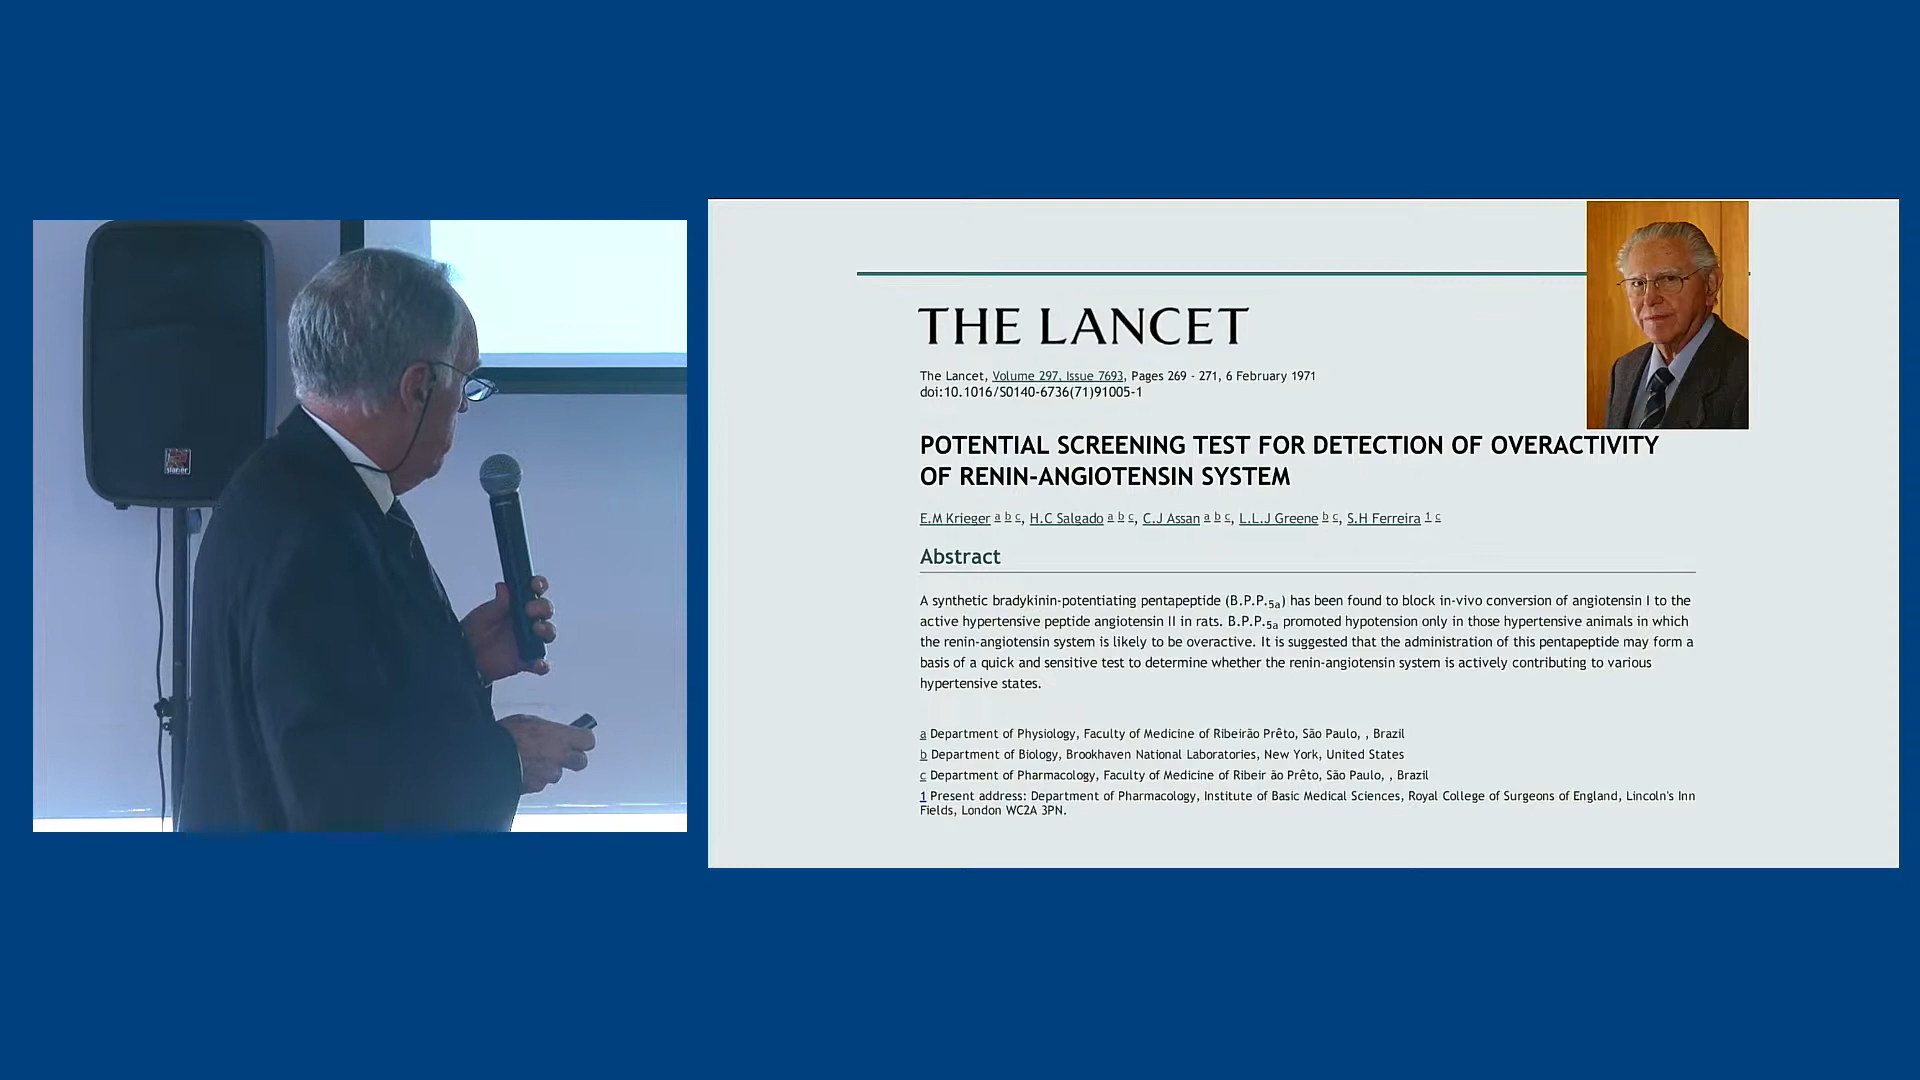 staner
THE LANCET
The Lancet, Volume 297, Issue 7693, Pages 269 - 271, 6 February 1971
doi:10.1016/S0140-6736(71)91005-1
POTENTIAL SCREENING TEST FOR DETECTION OF OVERACTIVITY
OF RENIN-ANGIOTENSIN SYSTEM
E.M Krieger a b c, H.C Salgado a b c, C.J Assan a b c, L.L.J Greene b c, S.H Ferreira 1 c
Abstract
A synthetic bradykinin-potentiating pentapeptide (B.P.P.5a) has been found to block in-vivo conversion of angiotensin I to the
active hypertensive peptide angiotensin II in rats. B.P.P.5a promoted hypotension only in those hypertensive animals in which
the renin-angiotensin system is likely to be overactive. It is suggested that the administration of this pentapeptide may form a
basis of a quick and sensitive test to determine whether the renin-angiotensin system is actively contributing to various
hypertensive states.
a Department of Physiology, Faculty of Medicine of Ribeirão Prêto, São Paulo, , Brazil
b Department of Biology, Brookhaven National Laboratories, New York, United States
c Department of Pharmacology, Faculty of Medicine of Ribeir ão Prêto, São Paulo, , Brazil
1 Present address: Department of Pharmacology, Institute of Basic Medical Sciences, Royal College of Surgeons of England, Lincoln's Inn
Fields, London WC2A 3PN.